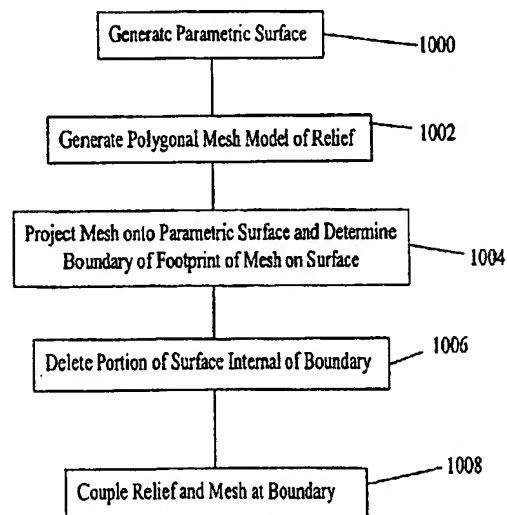 Generate Parametric Surface
1000
Generate Polygonal Mesh Model of Relief
1002
Project Mesh onto Parametric Surface and Determine
Boundary of Footprint of Mesh on Surface
1004
Delete Portion of Surface Internal of Boundary
1006
Couple Relief and Mesh at Boundary
1008